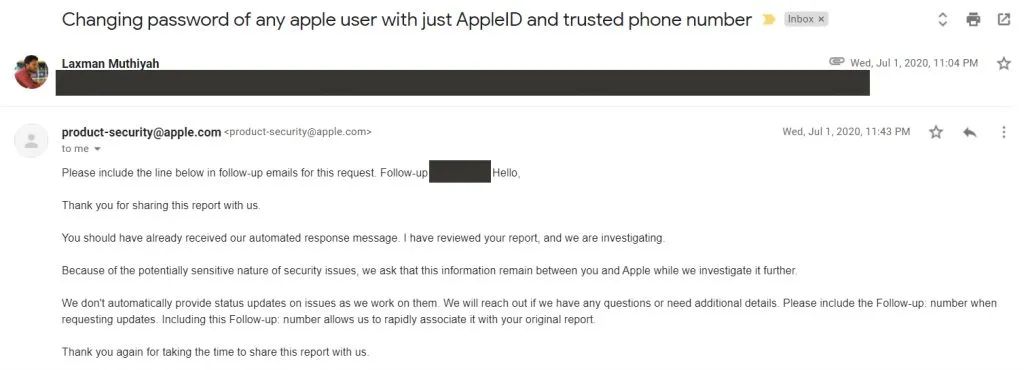 Changing password of any apple user with just AppleID and trusted phone number Inbox ×
Laxman Muthiyah Wed, Jul 1, 2020, 11:04 PM
product-security@apple.com <product-security@apple.com> Wed, Jul 1, 2020, 11:43 PM
to me
Please include the line below in follow-up emails for this request. Follow-up Hello,
Thank you for sharing this report with us.
You should have already received our automated response message. I have reviewed your report, and we are investigating.
Because of the potentially sensitive nature of security issues, we ask that this information remain between you and Apple while we investigate it further.
We don't automatically provide status updates on issues as we work on them. We will reach out if we have any questions or need additional details. Please include the Follow-up: number when
requesting updates. Including this Follow-up: number allows us to rapidly associate it with your original report.
Thank you again for taking the time to share this report with us.